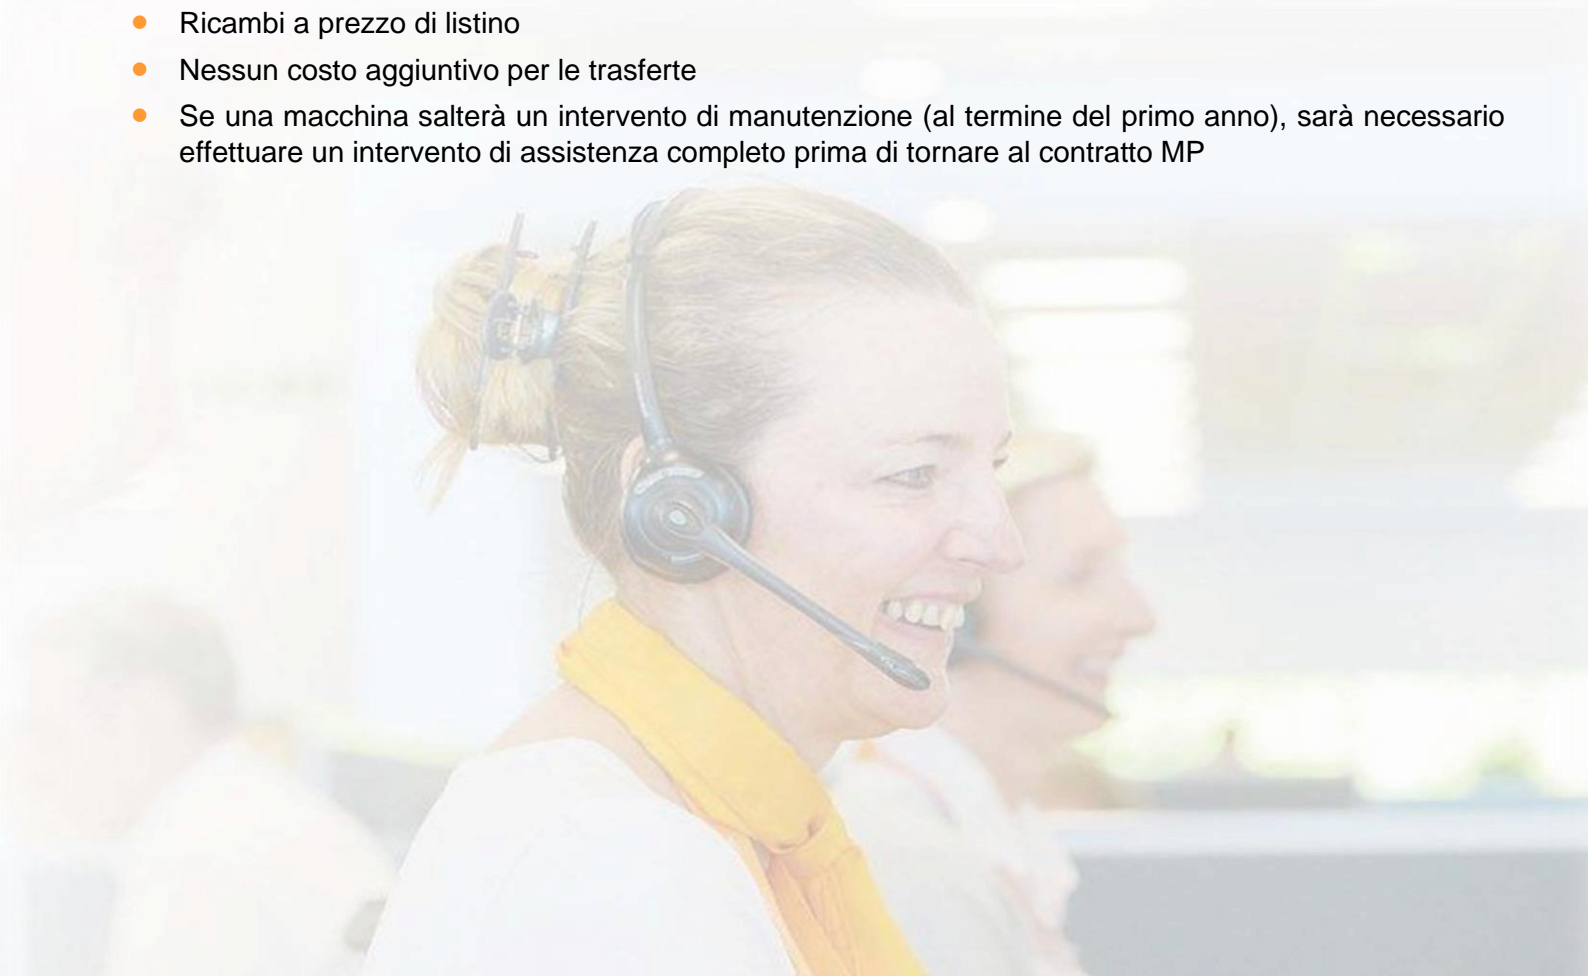 Ricambi a prezzo di listino
Nessun costo aggiuntivo per le trasferte
Se una macchina salterà un intervento di manutenzione (al termine del primo anno), sarà necessario
effettuare un intervento di assistenza completo prima di tornare al contratto MP